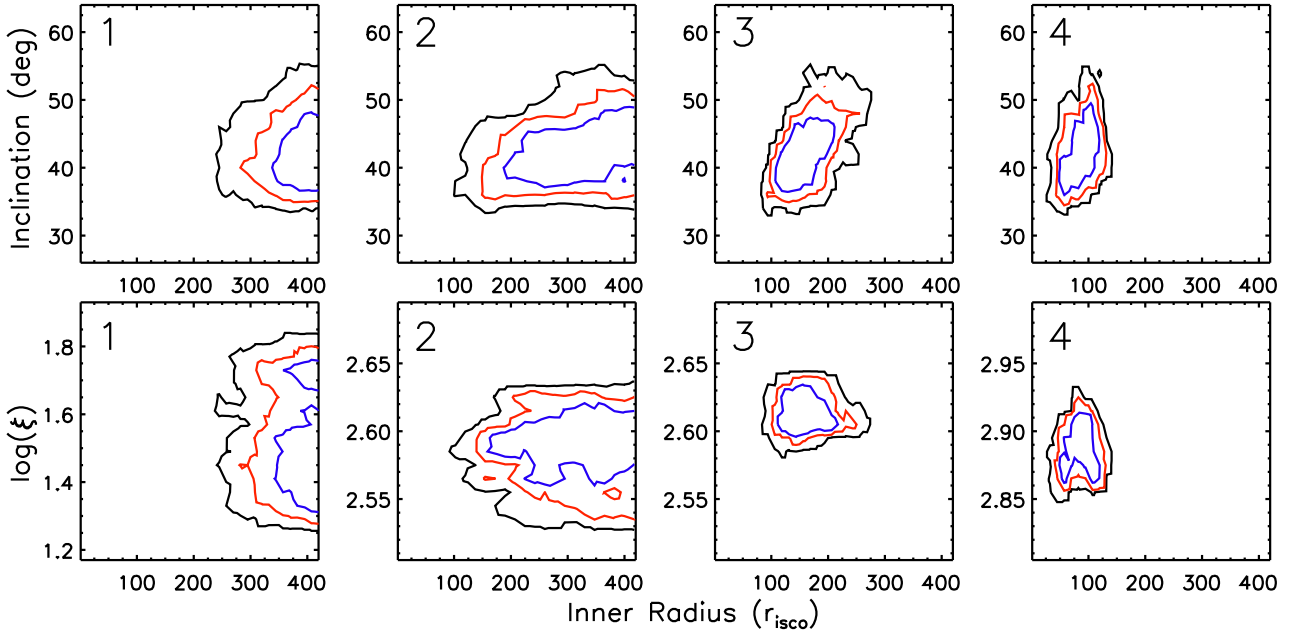 1 2 3 4
Inclination (deg)
60 60 60 60
50 50 50 50
40 40 40 40
30 30 30 30
100 200 300 400 100 200 300 400 100 200 300 400 100 200 300 400
1 2 3 4
log(ξ)
1.8 2.65 2.65 2.95
1.6 2.60 2.60 2.90
1.4 2.55 2.55 2.85
1.2
100 200 300 400 100 200 300 400 100 200 300 400 100 200 300 400
Inner Radius (r_isco)